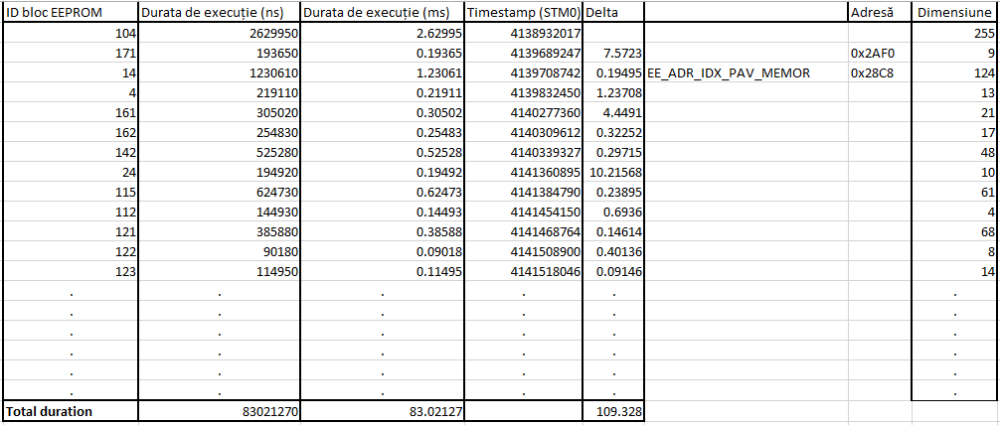 ID bloc EEPROM Durata de execuție (ns) Durata de execuție (ms) Timestamp (STM0) Delta Adresă Dimensiune
104 2629950 2.62995 4138932017 255
171 193650 0.19365 4139689247 7.5723 0x2AF0 9
14 1230610 1.23061 4139708742 0.19495 EE_ADR_IDX_PAV_MEMOR 0x28C8 124
4 219110 0.21911 4139832450 1.23708 13
161 305020 0.30502 4140277360 4.4491 21
162 254830 0.25483 4140309612 0.32252 17
142 525280 0.52528 4140339327 0.29715 48
24 194920 0.19492 4141360895 10.21568 10
115 624730 0.62473 4141384790 0.23895 61
112 144930 0.14493 4141454150 0.6936 4
121 385880 0.38588 4141468764 0.14614 68
122 90180 0.09018 4141508900 0.40136 8
123 114950 0.11495 4141518046 0.09146 14
. . . . . .
. . . . . .
. . . . . .
. . . . . .
. . . . . .
. . . . . .
Total duration 83021270 83.02127 109.328